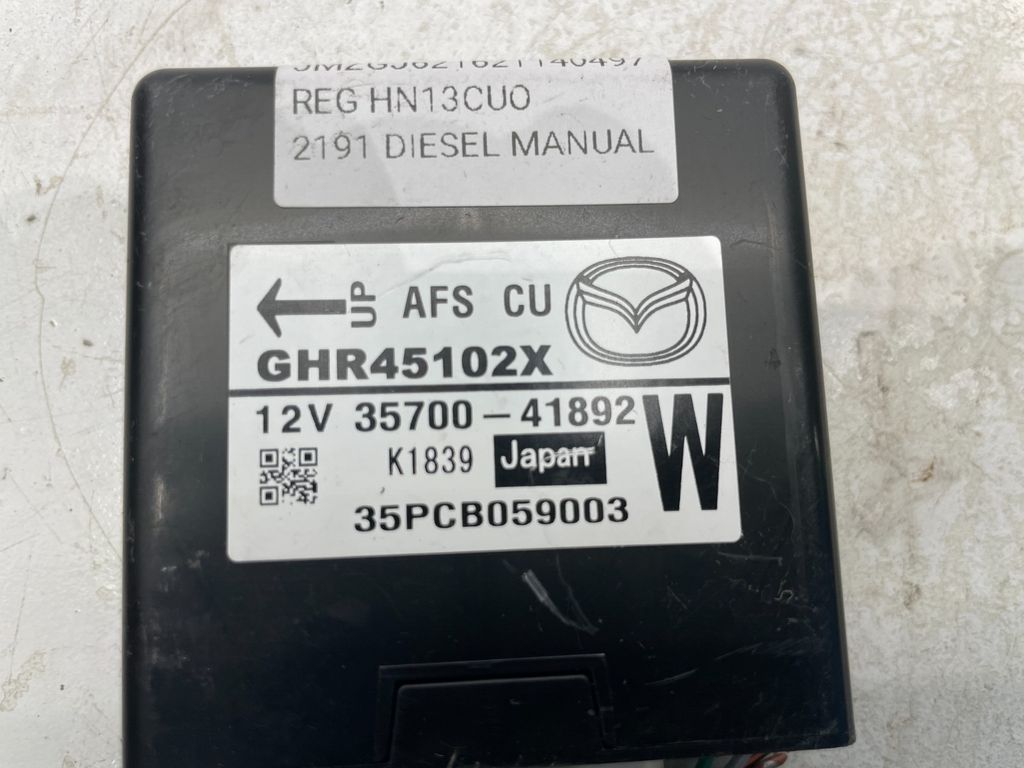 REG HN13CUO
2191 DIESEL MANUAL
UP AFS CU
GHR45102X
12V 35700-41892
W
K1839 Japan
35PCB059003